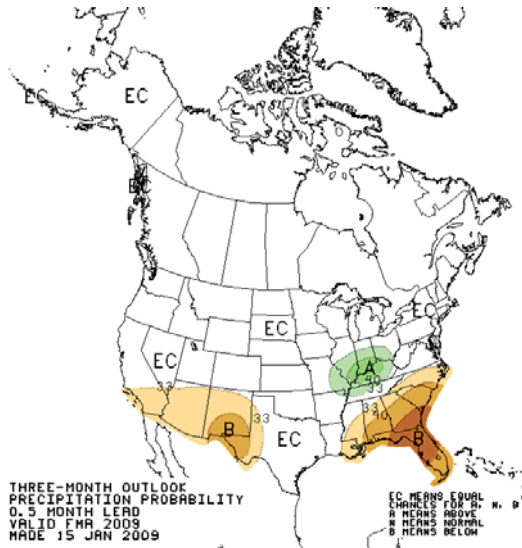 EC
EC
EC
EC
EC
EC
A
40
33
33
33
33
40
B
B
EC
THREE-MONTH OUTLOOK
PRECIPITATION PROBABILITY
0.5 MONTH LEAD
VALID FMA 2009
MADE 15 JAN 2009
EC MEANS EQUAL
CHANCES FOR A, N, B
A MEANS ABOVE
N MEANS NORMAL
B MEANS BELOW